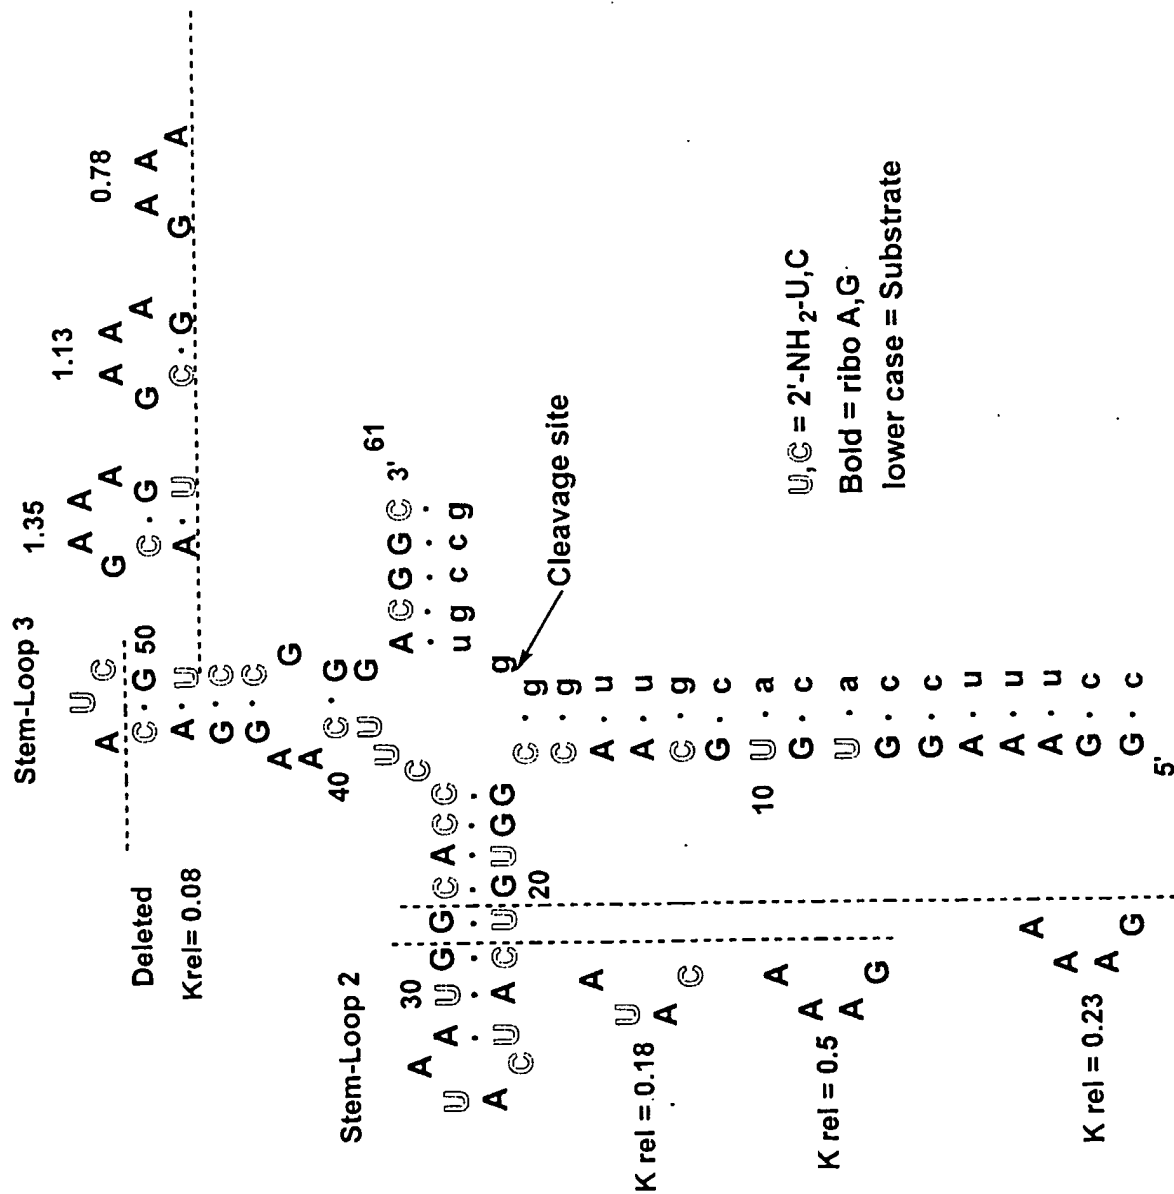 Stem-Loop 3
A U C
Deleted
Krel= 0.08
C · G 50
A · U
G C
G C
A G
A
40
C · G
U G
U
C
1.35
A A
G A
C · G
A · U
1.13
A A
G A
C · G
0.78
A A
G A
Stem-Loop 2
30
A
A U G G C A C C
U
A
C
U A C U G U G G
20
A C G G C 3'
61
u g c c g
g
Cleavage site
C · g
C · g
A · u
A · u
C · g
G · c
10 U · a
G · c
U · a
G · c
G · c
A · u
A · u
A · u
G · c
G · c
5'
A
U
A C
K rel = 0.18
A
A
A G
K rel = 0.5
A
A
A G
K rel = 0.23
U,C = 2'-NH2-U,C
Bold = ribo A,G
lower case = Substrate